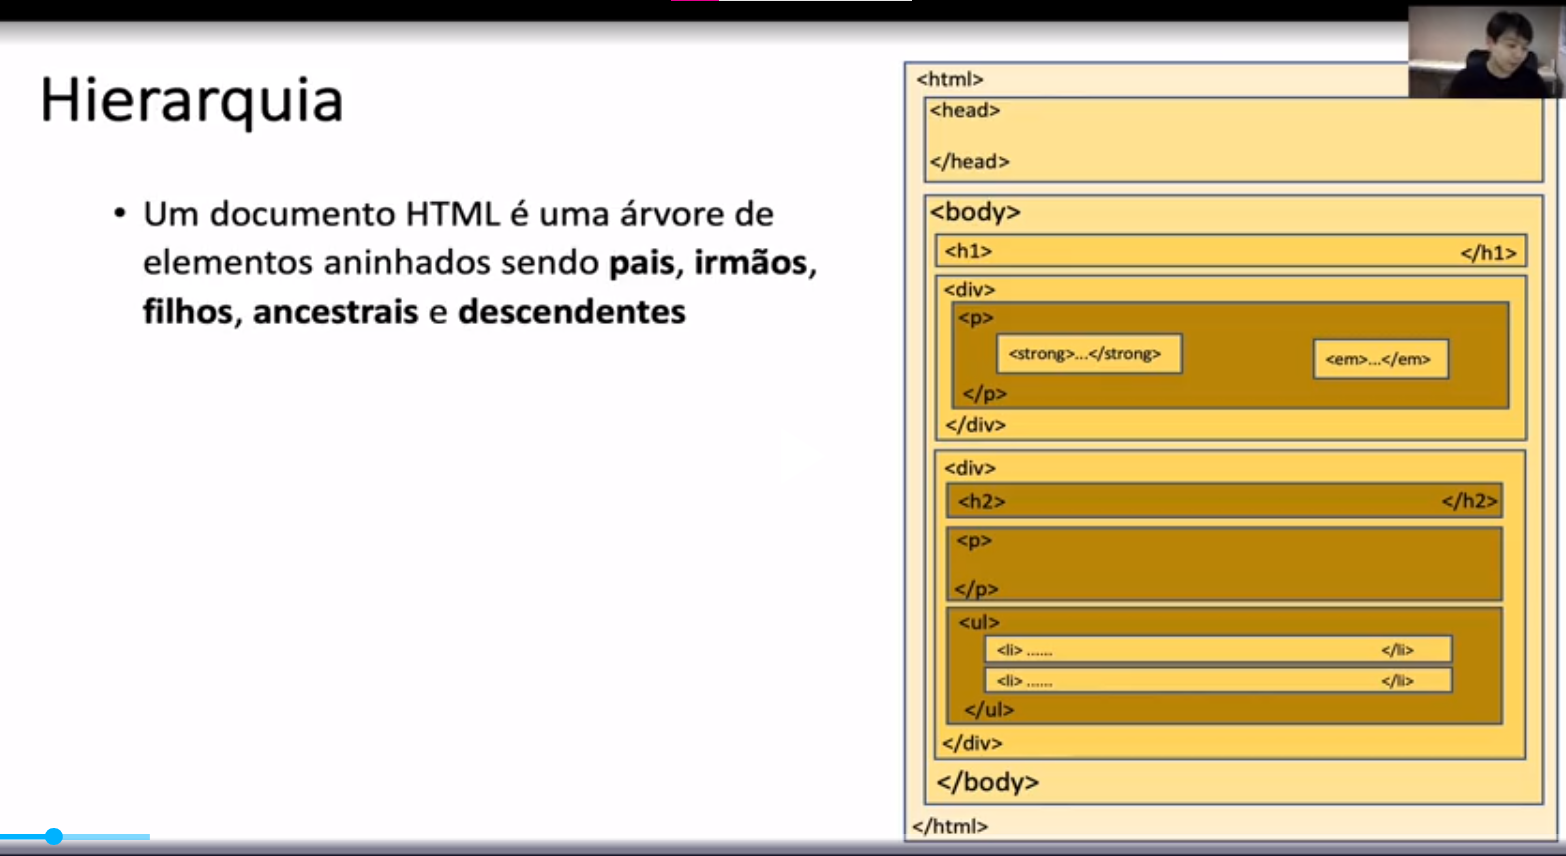 Hierarquia
• Um documento HTML é uma árvore de
elementos aninhados sendo pais, irmãos,
filhos, ancestrais e descendentes
<html>
<head>
</head>
<body>
<h1> </h1>
<div>
<p>
<strong>...</strong> <em>...</em>
</p>
</div>
<div>
<h2> </h2>
<p>
</p>
<ul>
<li> ...... </li>
<li> ...... </li>
</ul>
</div>
</body>
</html>